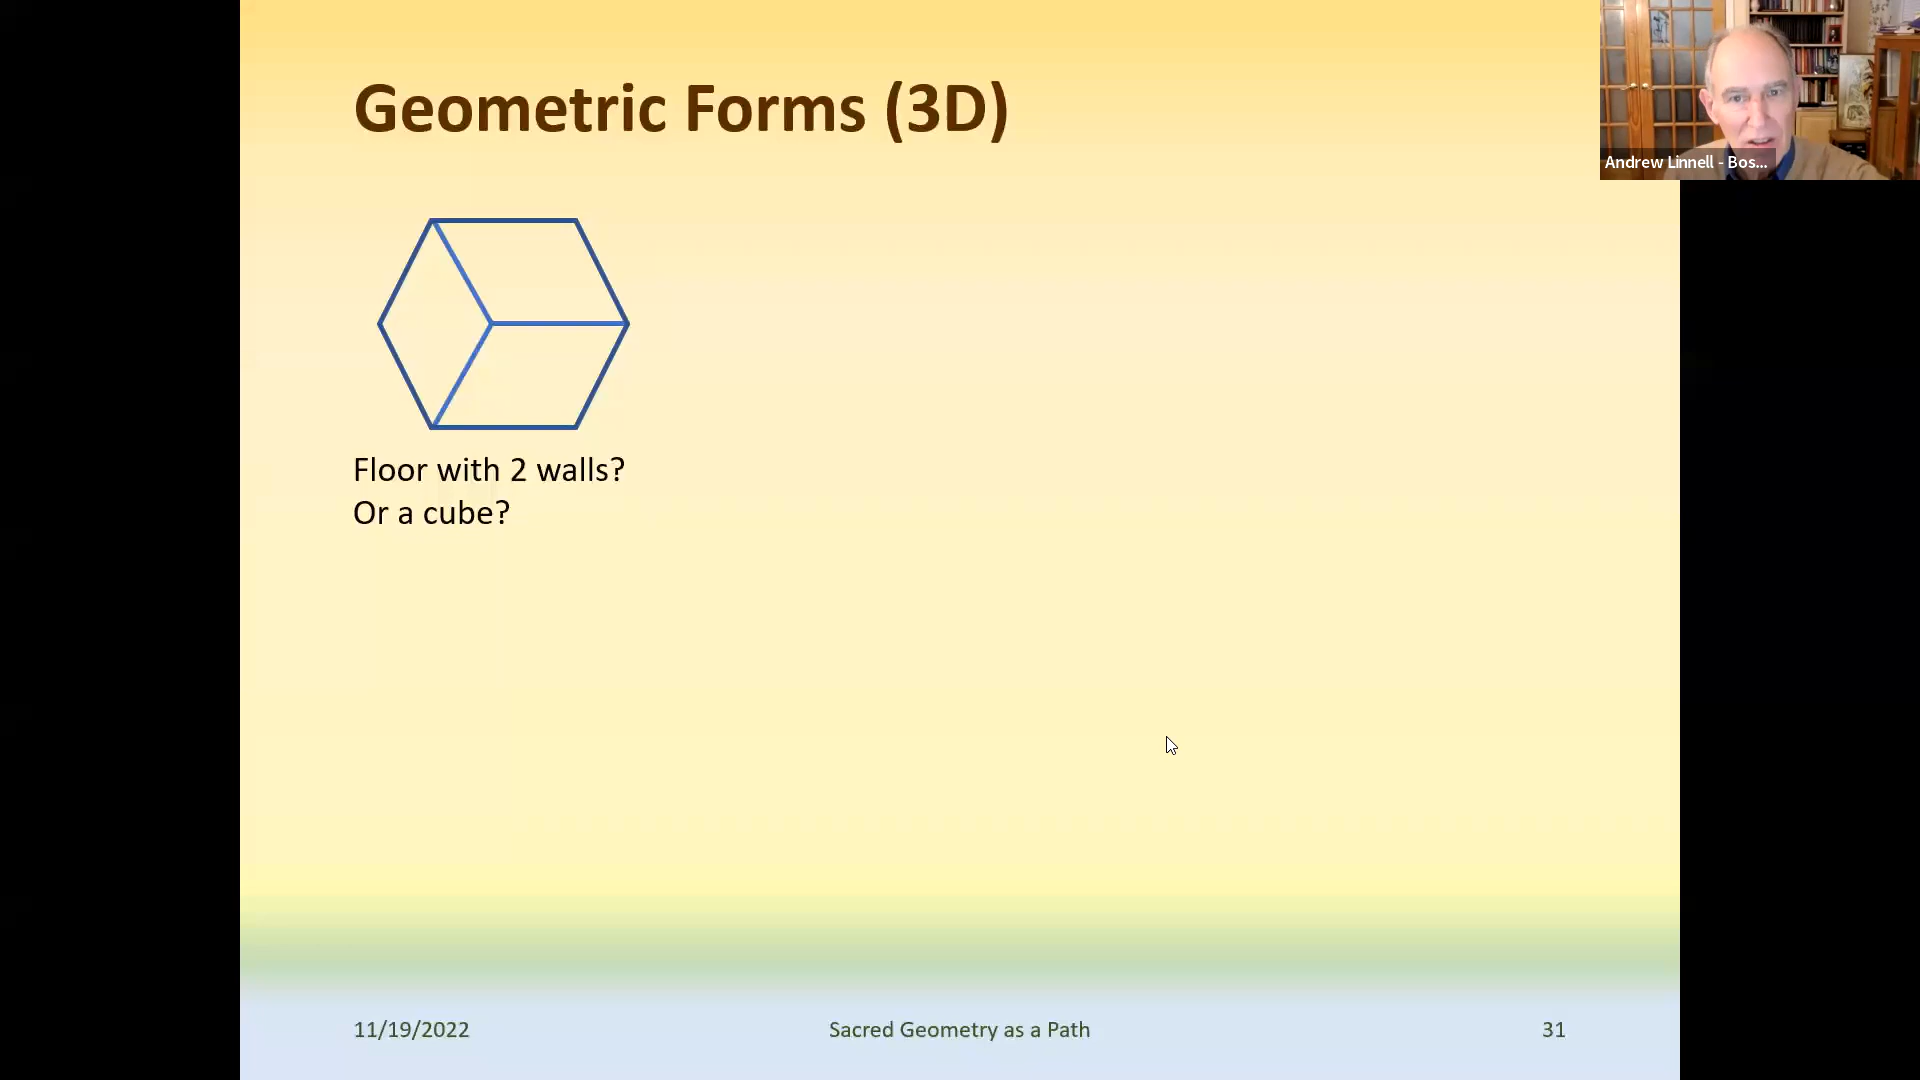 Geometric Forms (3D)
Andrew Linnell - Bos...
Floor with 2 walls?
Or a cube?
11/19/2022
Sacred Geometry as a Path
31